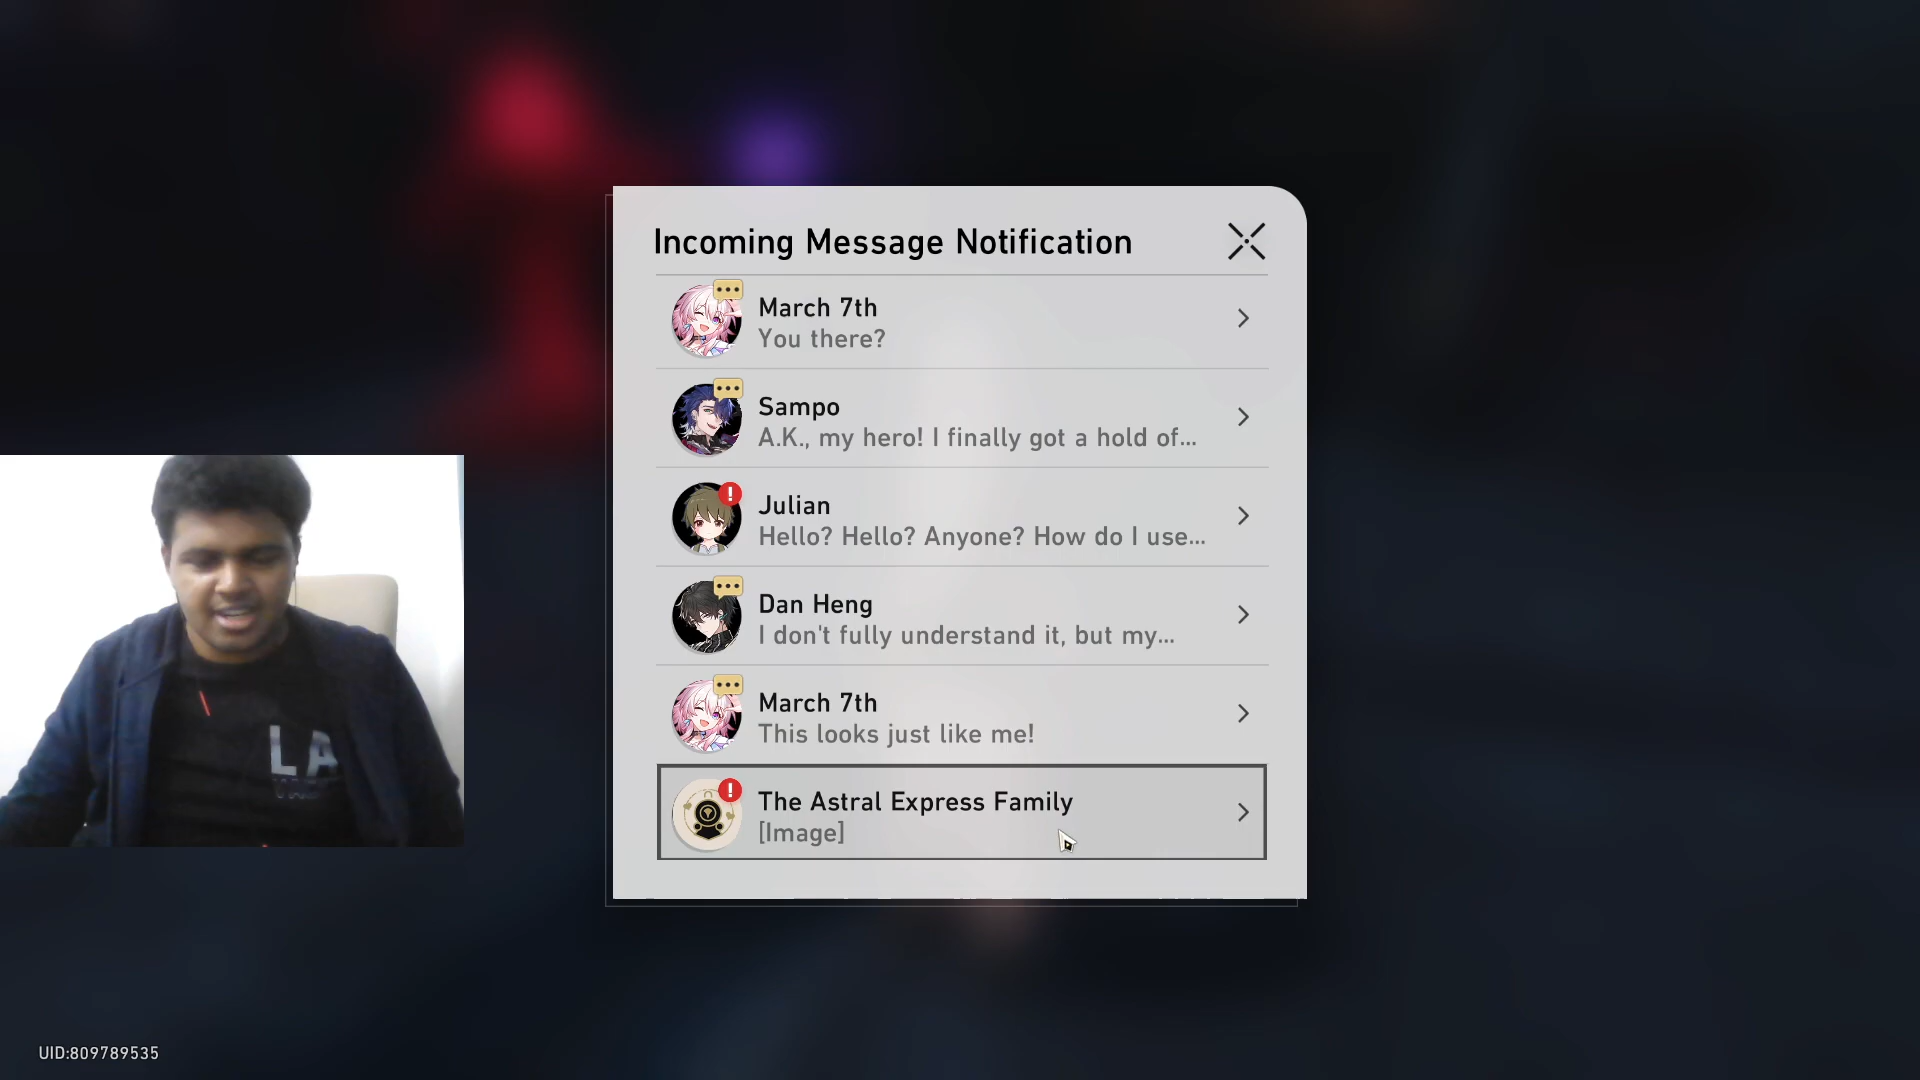 Incoming Message Notification
March 7th
You there?
Sampo
A.K., my hero! I finally got a hold of...
Julian
Hello? Hello? Anyone? How do I use...
Dan Heng
I don't fully understand it, but my...
March 7th
This looks just like me!
The Astral Express Family
[Image]
LA
UID:809789535